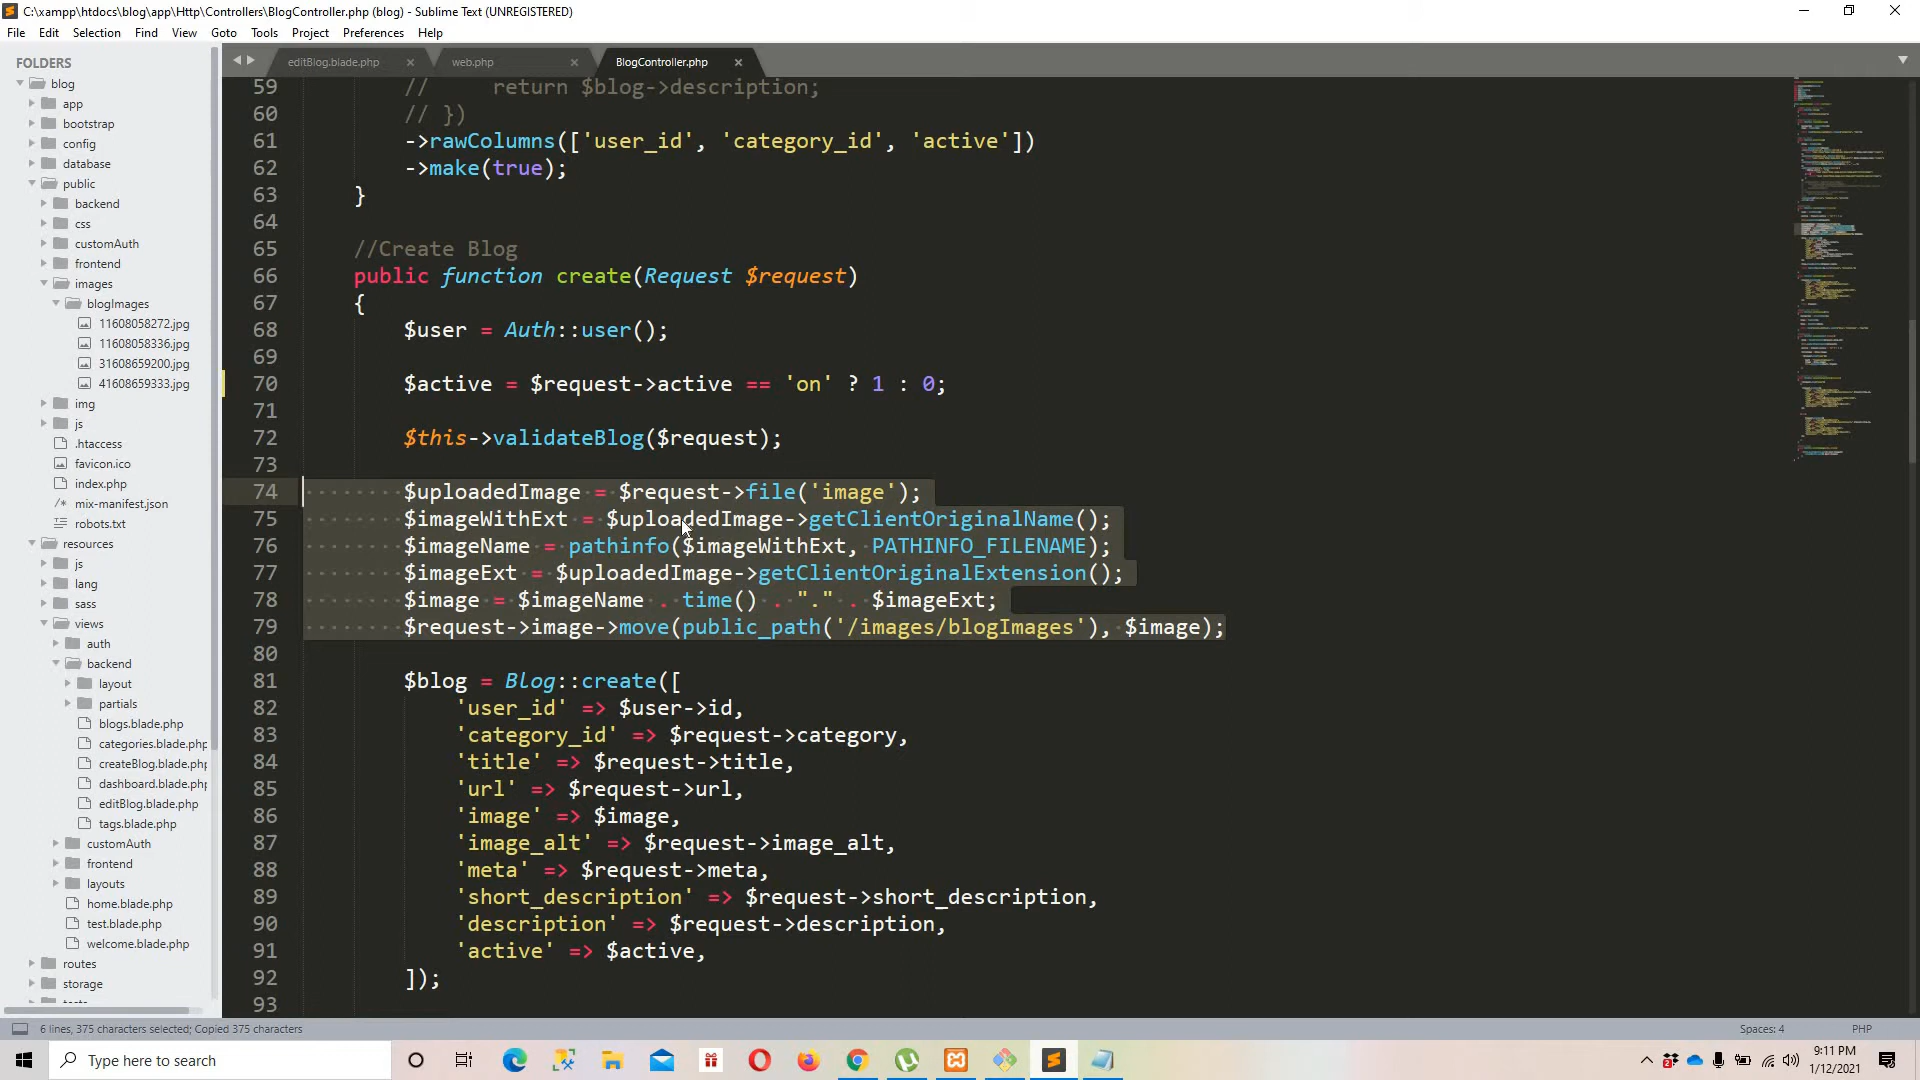 C:\xampp\htdocs\blog\app\Http\Controllers\BlogController.php (blog) - Sublime Text (UNREGISTERED)
File Edit Selection Find View Goto Tools Project Preferences Help
FOLDERS
blog
app
bootstrap
config
database
public
backend
css
customAuth
frontend
images
blogImages
11608058272.jpg
11608058336.jpg
31608659200.jpg
41608659333.jpg
img
js
.htaccess
favicon.ico
index.php
/* mix-manifest.json
robots.txt
resources
js
lang
sass
views
auth
backend
layout
partials
blogs.blade.php
categories.blade.php
createBlog.blade.php
dashboard.blade.php
editBlog.blade.php
tags.blade.php
customAuth
frontend
layouts
home.blade.php
test.blade.php
welcome.blade.php
routes
storage
editBlog.blade.php × web.php × BlogController.php ×
59 // return $blog->description;
60 // })
61 ->rawColumns(['user_id', 'category_id', 'active'])
62 ->make(true);
63 }
64
65 //Create Blog
66 public function create(Request $request)
67 {
68 $user = Auth::user();
69
70 $active = $request->active == 'on' ? 1 : 0;
71
72 $this->validateBlog($request);
73
74 $uploadedImage = $request->file('image');
75 $imageWithExt = $uploadedImage->getClientOriginalName();
76 $imageName = pathinfo($imageWithExt, PATHINFO_FILENAME);
77 $imageExt = $uploadedImage->getClientOriginalExtension();
78 $image = $imageName . time() . "." . $imageExt;
79 $request->image->move(public_path('/images/blogImages'), $image);
80
81 $blog = Blog::create([
82 'user_id' => $user->id,
83 'category_id' => $request->category,
84 'title' => $request->title,
85 'url' => $request->url,
86 'image' => $image,
87 'image_alt' => $request->image_alt,
88 'meta' => $request->meta,
89 'short_description' => $request->short_description,
90 'description' => $request->description,
91 'active' => $active,
92 ]);
93
6 lines, 375 characters selected; Copied 375 characters
Spaces: 4 PHP
Type here to search
9:11 PM
1/12/2021